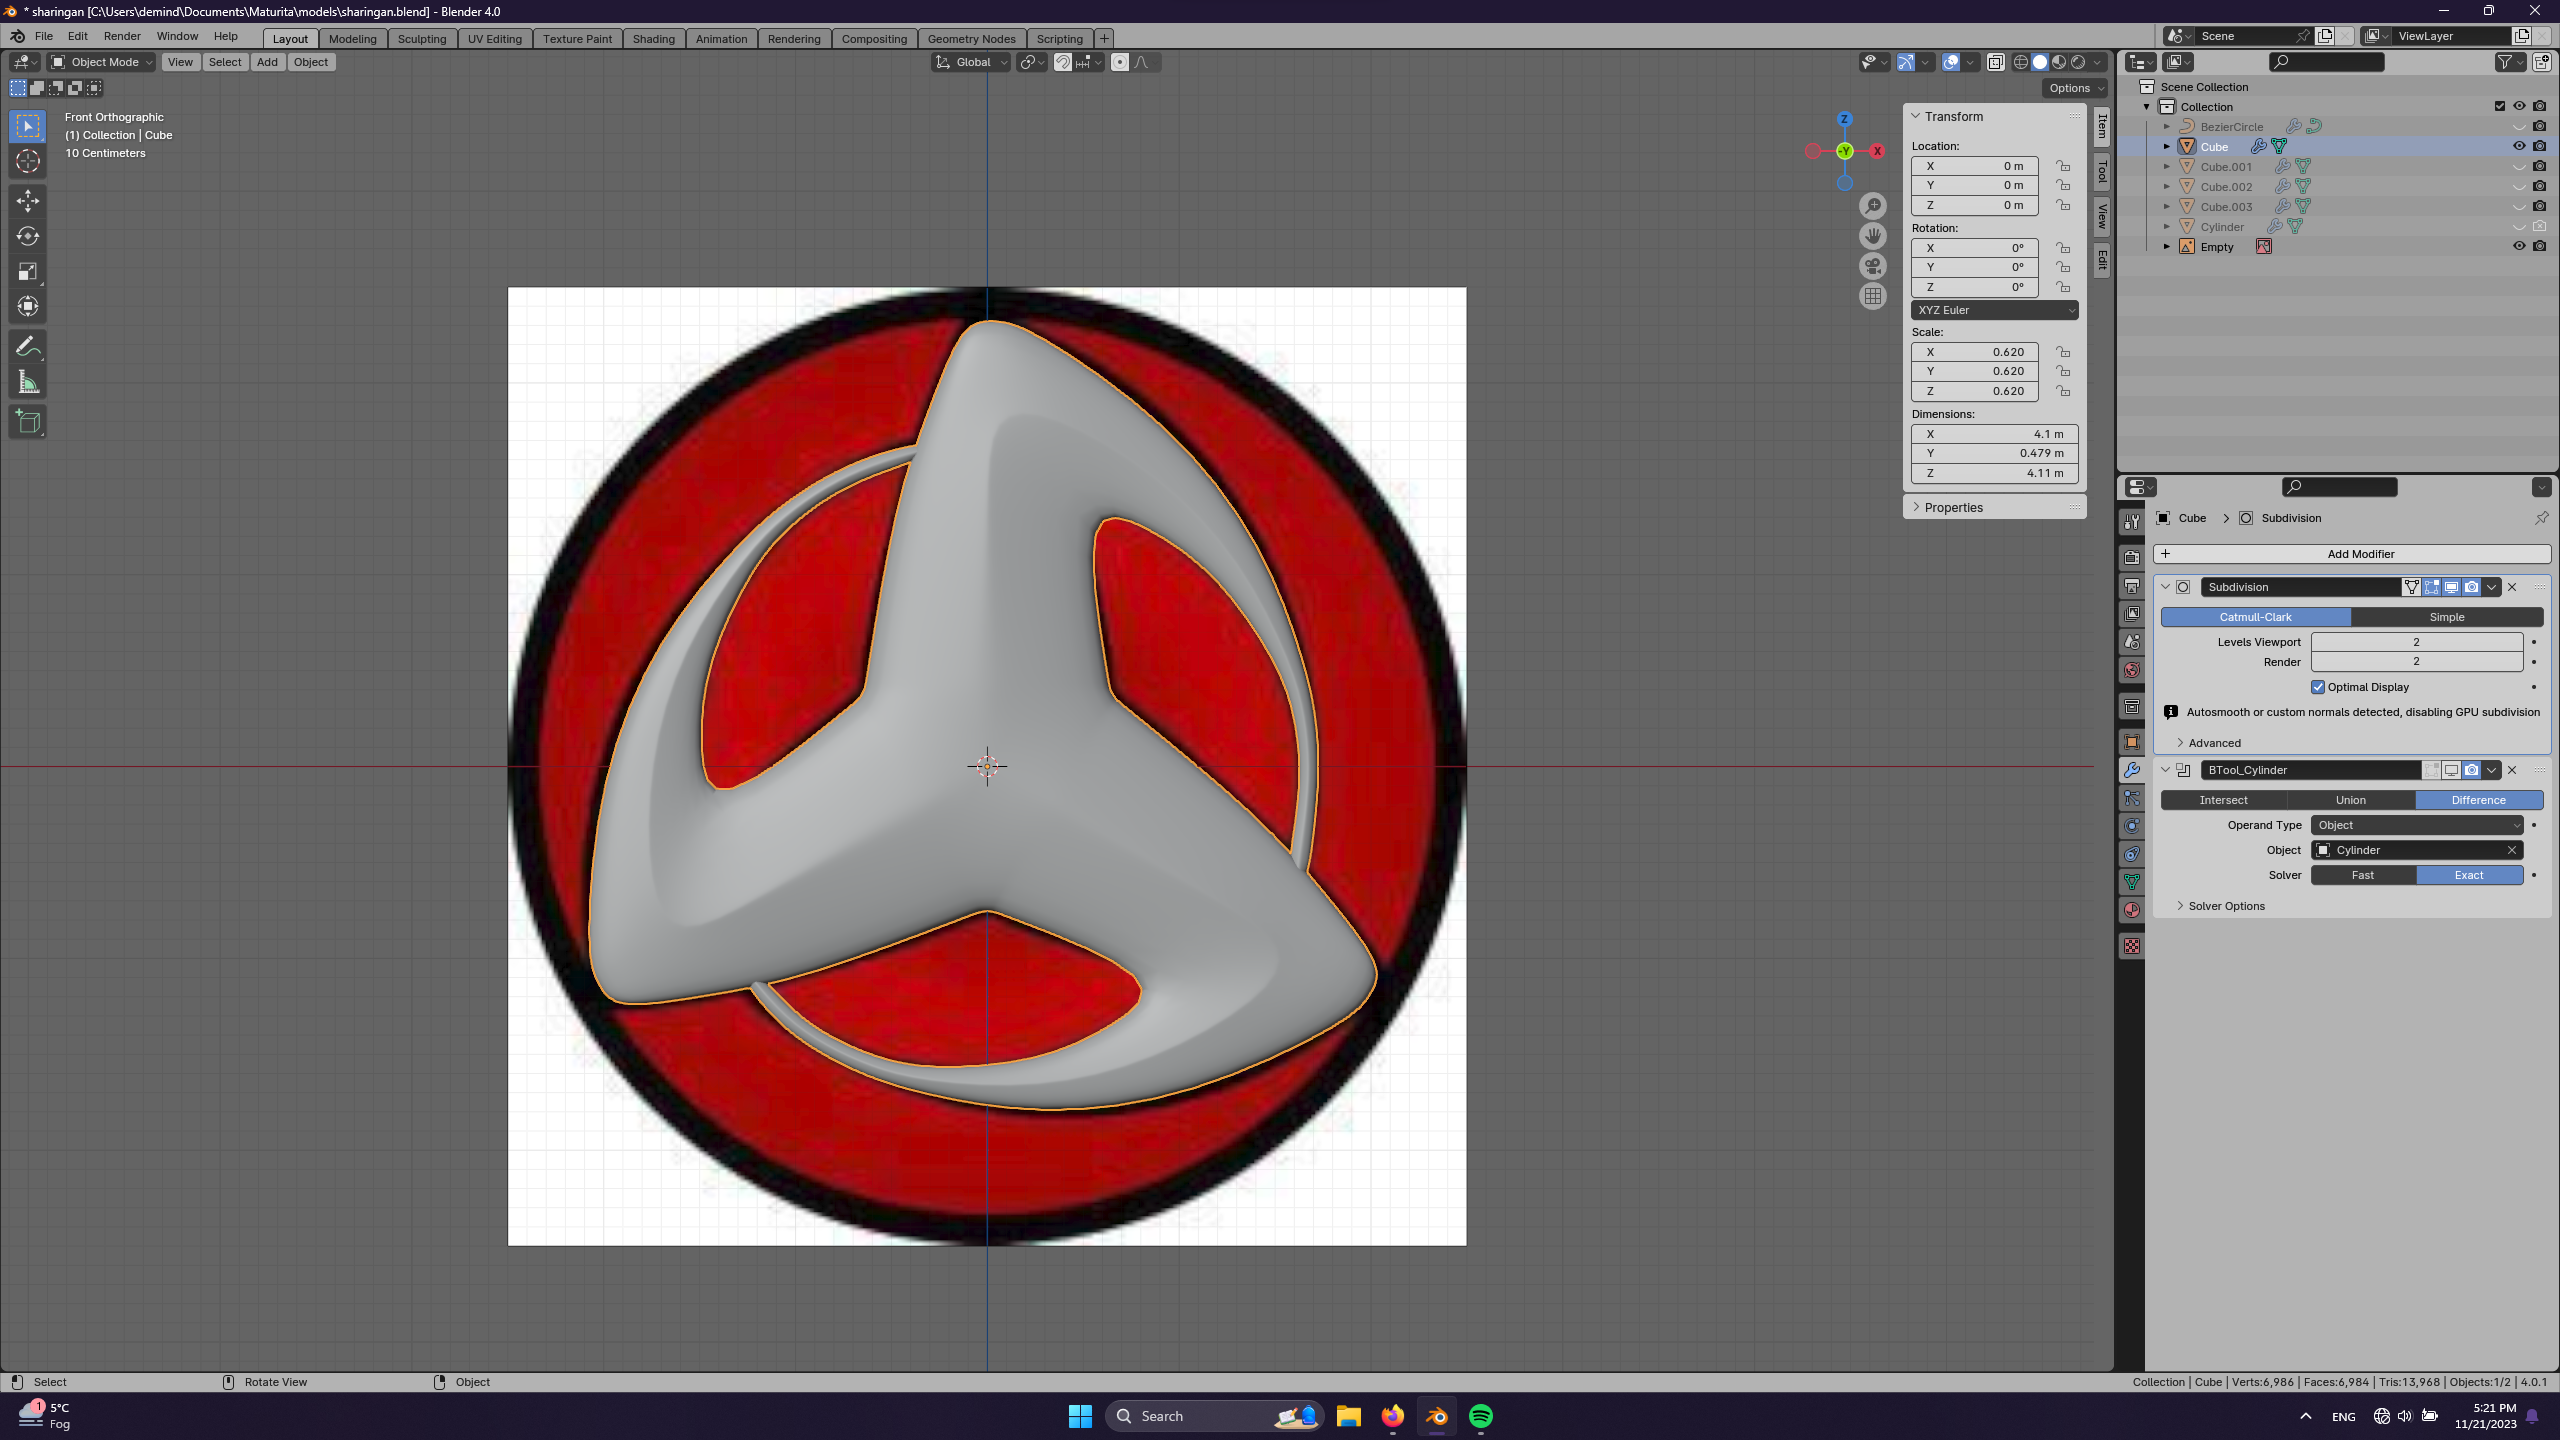 * sharingan [C:\Users\demind\Documents\Maturita\models\sharingan.blend] - Blender 4.0
File Edit Render Window Help Layout Modeling Sculpting UV Editing Texture Paint Shading Animation Rendering Compositing Geometry Nodes Scripting + Scene ViewLayer
Object Mode View Select Add Object Global
Options
Front Orthographic
(1) Collection | Cube
10 Centimeters
Z
-Y
X
Transform
Location:
X 0 m
Y 0 m
Z 0 m
Rotation:
X 0°
Y 0°
Z 0°
XYZ Euler
Scale:
X 0.620
Y 0.620
Z 0.620
Dimensions:
X 4.1 m
Y 0.479 m
Z 4.11 m
Properties
Item
Tool
View
Edit
Scene Collection
Collection
BezierCircle
Cube
Cube.001
Cube.002
Cube.003
Cylinder
Empty
Cube > Subdivision
+ Add Modifier
Subdivision
Catmull-Clark Simple
Levels Viewport 2
Render 2
Optimal Display
Autosmooth or custom normals detected, disabling GPU subdivision
Advanced
BTool_Cylinder
Intersect Union Difference
Operand Type Object
Object Cylinder
Solver Fast Exact
Solver Options
Select Rotate View Object Collection | Cube | Verts:6,986 | Faces:6,984 | Tris:13,968 | Objects:1/2 | 4.0.1
1
5°C
Fog
Search
ENG
5:21 PM
11/21/2023